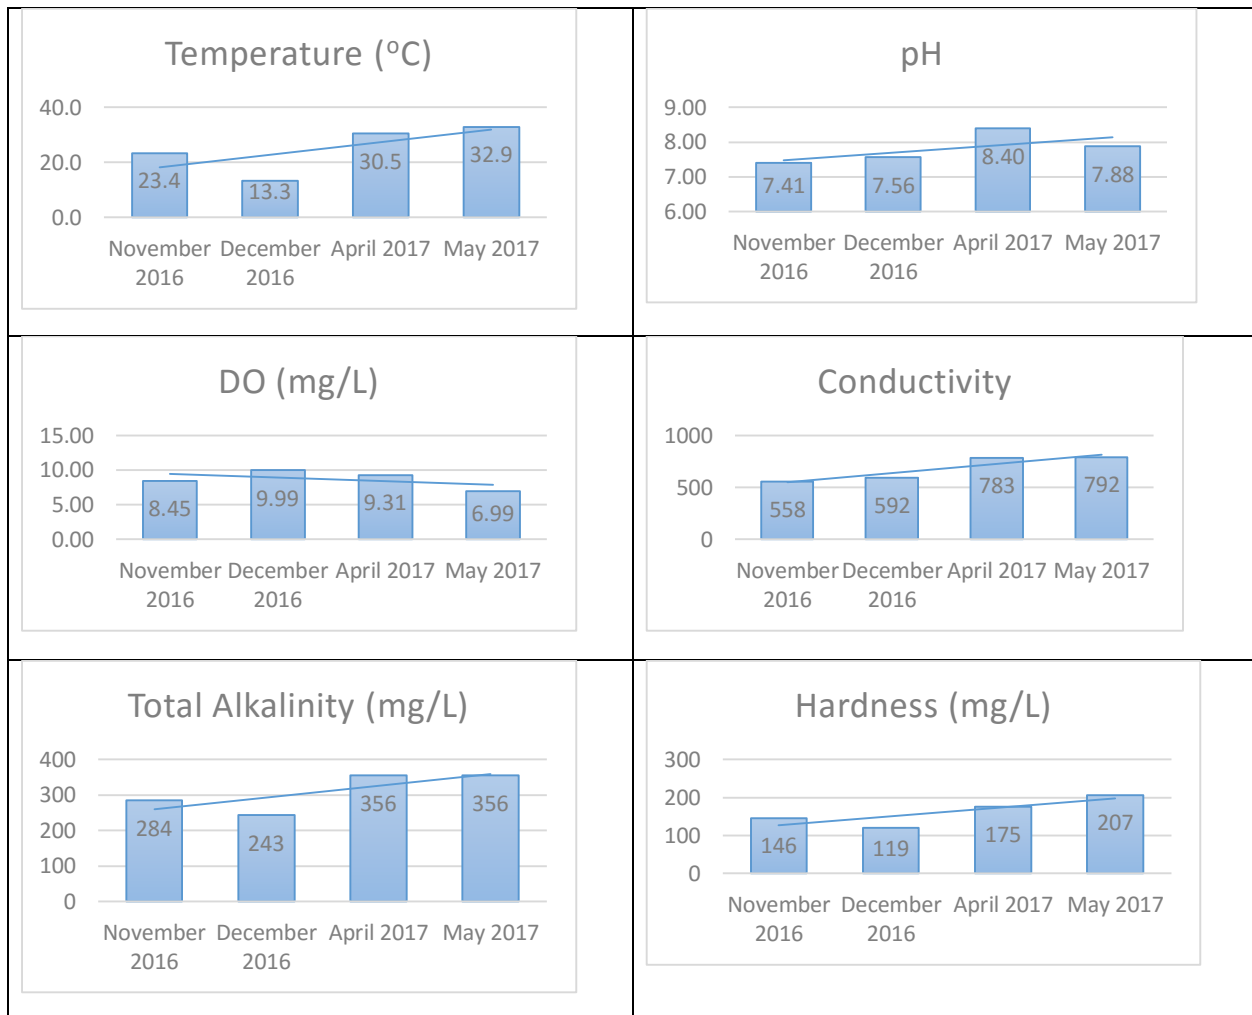 Temperature (°C)
40.0
20.0
0.0
23.4
13.3
30.5
32.9
November
2016
December
2016
April 2017
May 2017
pH
9.00
8.00
7.00
6.00
7.41
7.56
8.40
7.88
November
2016
December
2016
April 2017
May 2017
DO (mg/L)
15.00
10.00
5.00
0.00
8.45
9.99
9.31
6.99
November
2016
December
2016
April 2017
May 2017
Conductivity
1000
500
0
558
592
783
792
November
2016
December
2016
April 2017
May 2017
Total Alkalinity (mg/L)
400
300
200
100
0
284
243
356
356
November
2016
December
2016
April 2017
May 2017
Hardness (mg/L)
300
200
100
0
146
119
175
207
November
2016
December
2016
April 2017
May 2017